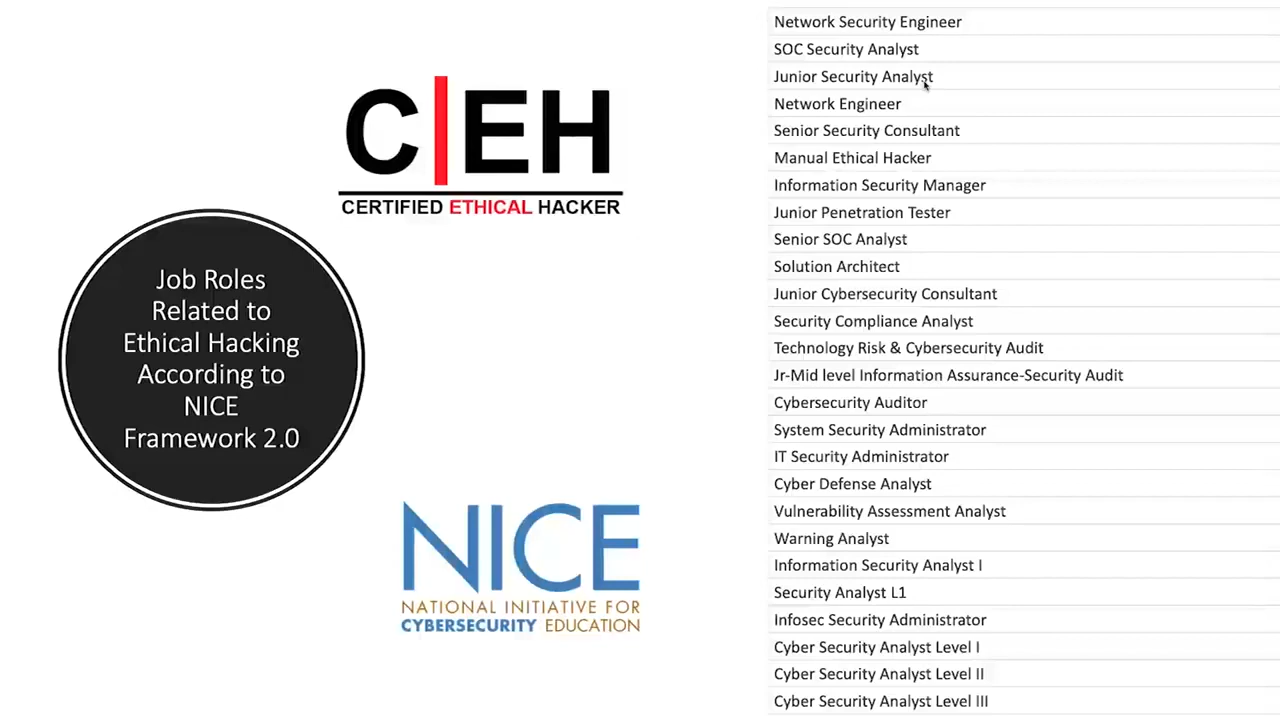 C|EH
CERTIFIED ETHICAL HACKER
Job Roles
Related to
Ethical Hacking
According to
NICE
Framework 2.0
NICE
NATIONAL INITIATIVE FOR
CYBERSECURITY EDUCATION
Network Security Engineer
SOC Security Analyst
Junior Security Analyst
Network Engineer
Senior Security Consultant
Manual Ethical Hacker
Information Security Manager
Junior Penetration Tester
Senior SOC Analyst
Solution Architect
Junior Cybersecurity Consultant
Security Compliance Analyst
Technology Risk & Cybersecurity Audit
Jr-Mid level Information Assurance-Security Audit
Cybersecurity Auditor
System Security Administrator
IT Security Administrator
Cyber Defense Analyst
Vulnerability Assessment Analyst
Warning Analyst
Information Security Analyst I
Security Analyst L1
Infosec Security Administrator
Cyber Security Analyst Level I
Cyber Security Analyst Level II
Cyber Security Analyst Level III